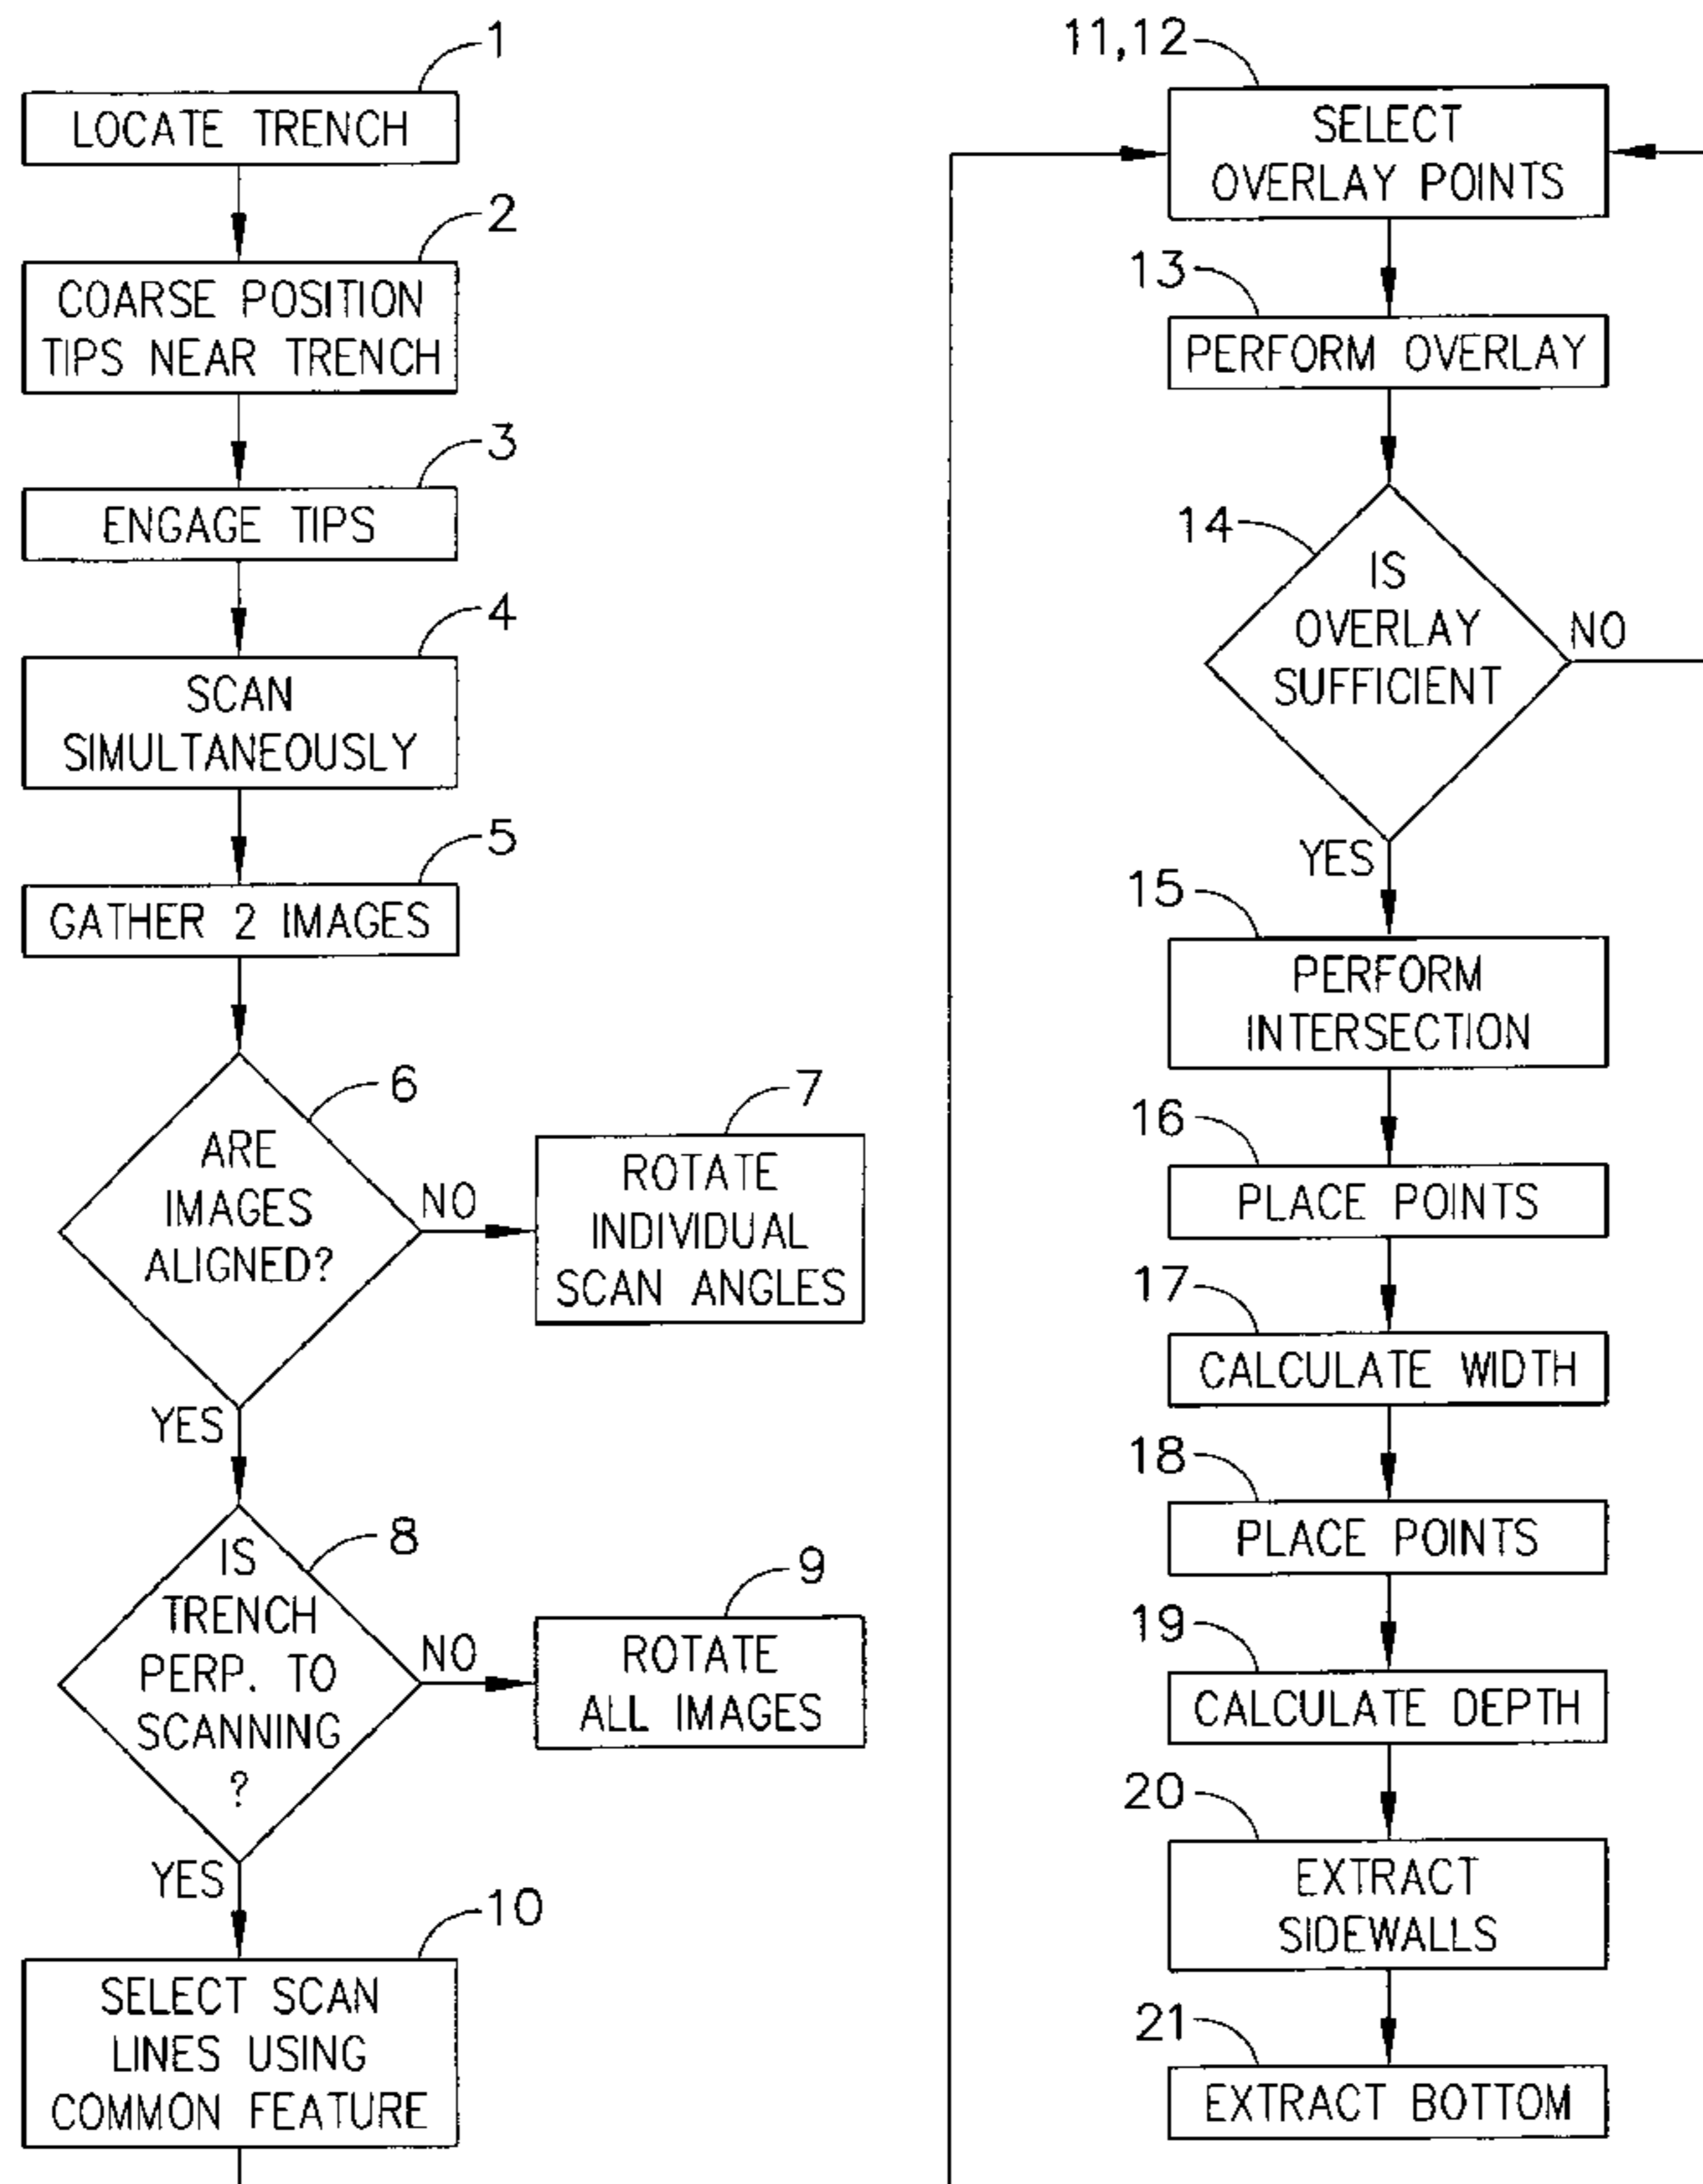 1
LOCATE TRENCH
2
COARSE POSITION
TIPS NEAR TRENCH
3
ENGAGE TIPS
4
SCAN
SIMULTANEOUSLY
5
GATHER 2 IMAGES
6
ARE
IMAGES
ALIGNED?
NO
7
ROTATE
INDIVIDUAL
SCAN ANGLES
YES
8
IS
TRENCH
PERP. TO
SCANNING
?
NO
9
ROTATE
ALL IMAGES
YES
10
SELECT SCAN
LINES USING
COMMON FEATURE
11,12
SELECT
OVERLAY POINTS
13
PERFORM OVERLAY
14
IS
OVERLAY
SUFFICIENT
NO
YES
15
PERFORM
INTERSECTION
16
PLACE POINTS
17
CALCULATE WIDTH
18
PLACE POINTS
19
CALCULATE DEPTH
20
EXTRACT
SIDEWALLS
21
EXTRACT BOTTOM